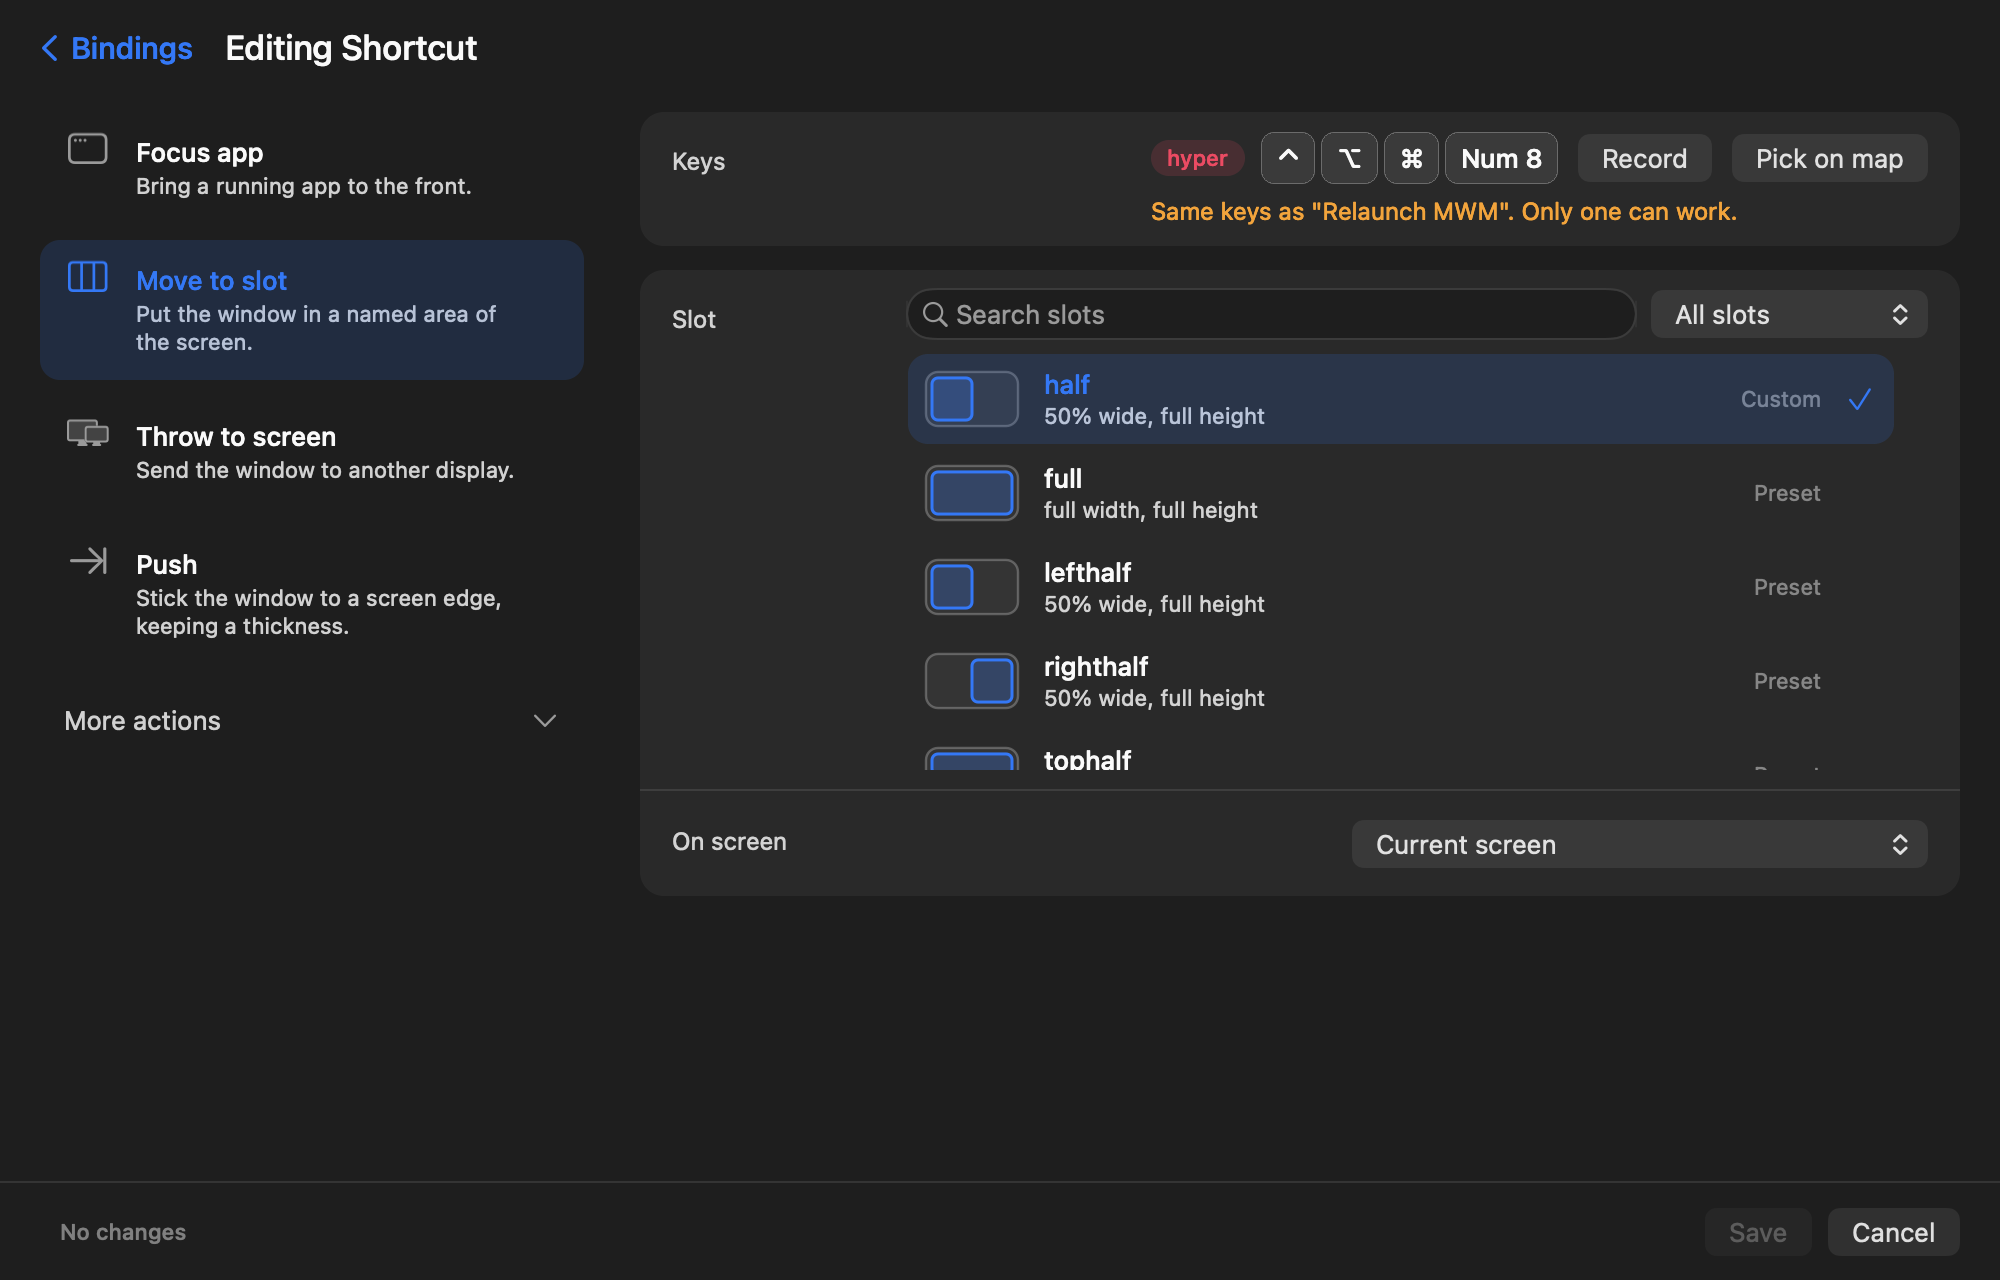 Bindings Editing Shortcut
Focus app
Bring a running app to the front.
Move to slot
Put the window in a named area of
the screen.
Throw to screen
Send the window to another display.
Push
Stick the window to a screen edge,
keeping a thickness.
More actions
Keys
hyper ⌃ ⌥ ⌘ Num 8 Record Pick on map
Same keys as "Relaunch MWM". Only one can work.
Slot
Search slots
All slots
half
50% wide, full height
Custom
full
full width, full height
Preset
lefthalf
50% wide, full height
Preset
righthalf
50% wide, full height
Preset
tophalf
On screen
Current screen
No changes
Save
Cancel